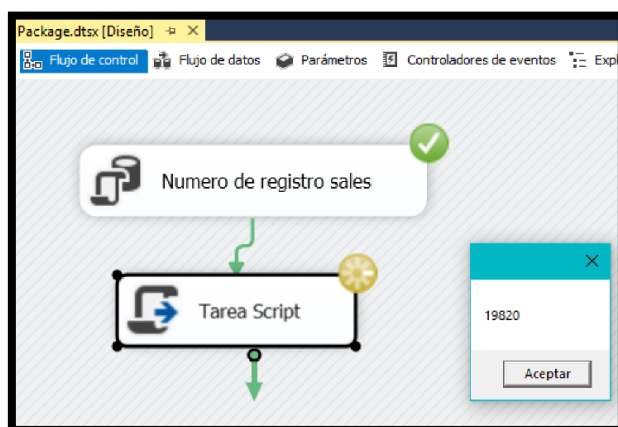 Package.dtsx [Diseño]
Flujo de control Flujo de datos Parámetros Controladores de eventos Expl
Numero de registro sales
Tarea Script
19820
Aceptar